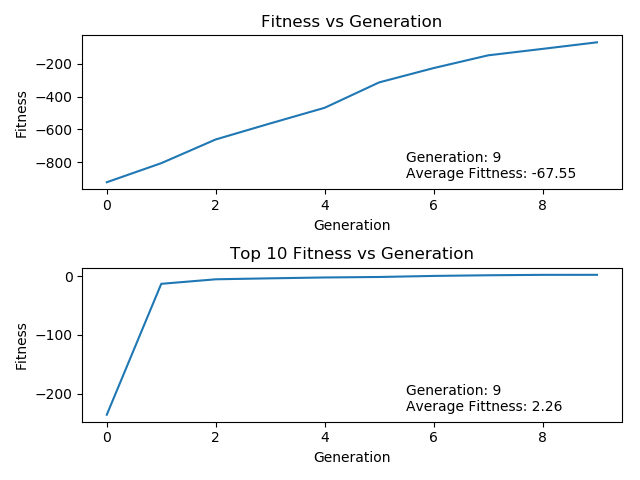 Fitness vs Generation
Fitness
−200
−400
−600
−800
Generation: 9
Average Fittness: -67.55
0 2 4 6 8
Generation
Top 10 Fitness vs Generation
Fitness
0
−100
−200
Generation: 9
Average Fittness: 2.26
0 2 4 6 8
Generation